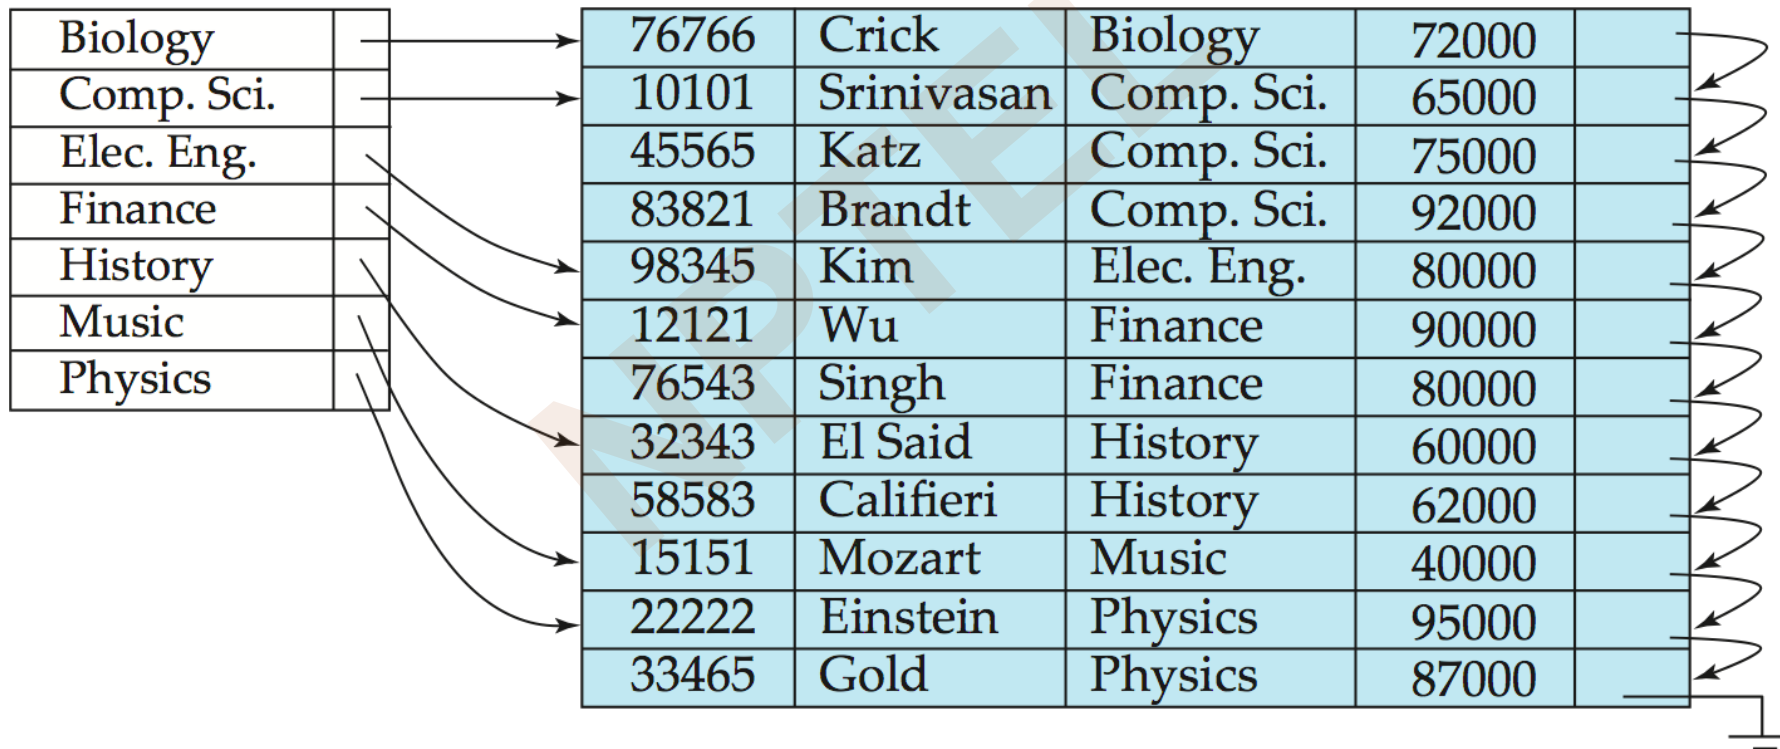 Biology
Comp. Sci.
Elec. Eng.
Finance
History
Music
Physics
76766 Crick Biology 72000
10101 Srinivasan Comp. Sci. 65000
45565 Katz Comp. Sci. 75000
83821 Brandt Comp. Sci. 92000
98345 Kim Elec. Eng. 80000
12121 Wu Finance 90000
76543 Singh Finance 80000
32343 El Said History 60000
58583 Califieri History 62000
15151 Mozart Music 40000
22222 Einstein Physics 95000
33465 Gold Physics 87000
NPTEL